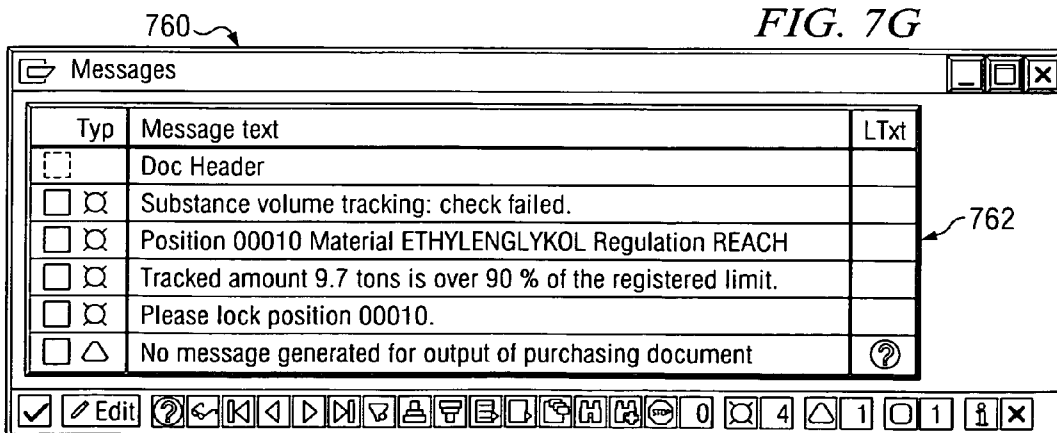 760
FIG. 7G
Messages
Typ Message text LTxt
Doc Header
Substance volume tracking: check failed.
Position 00010 Material ETHYLENGLYKOL Regulation REACH
Tracked amount 9.7 tons is over 90 % of the registered limit.
Please lock position 00010.
No message generated for output of purchasing document ?
762
Edit ? STOP 0 4 1 1 i